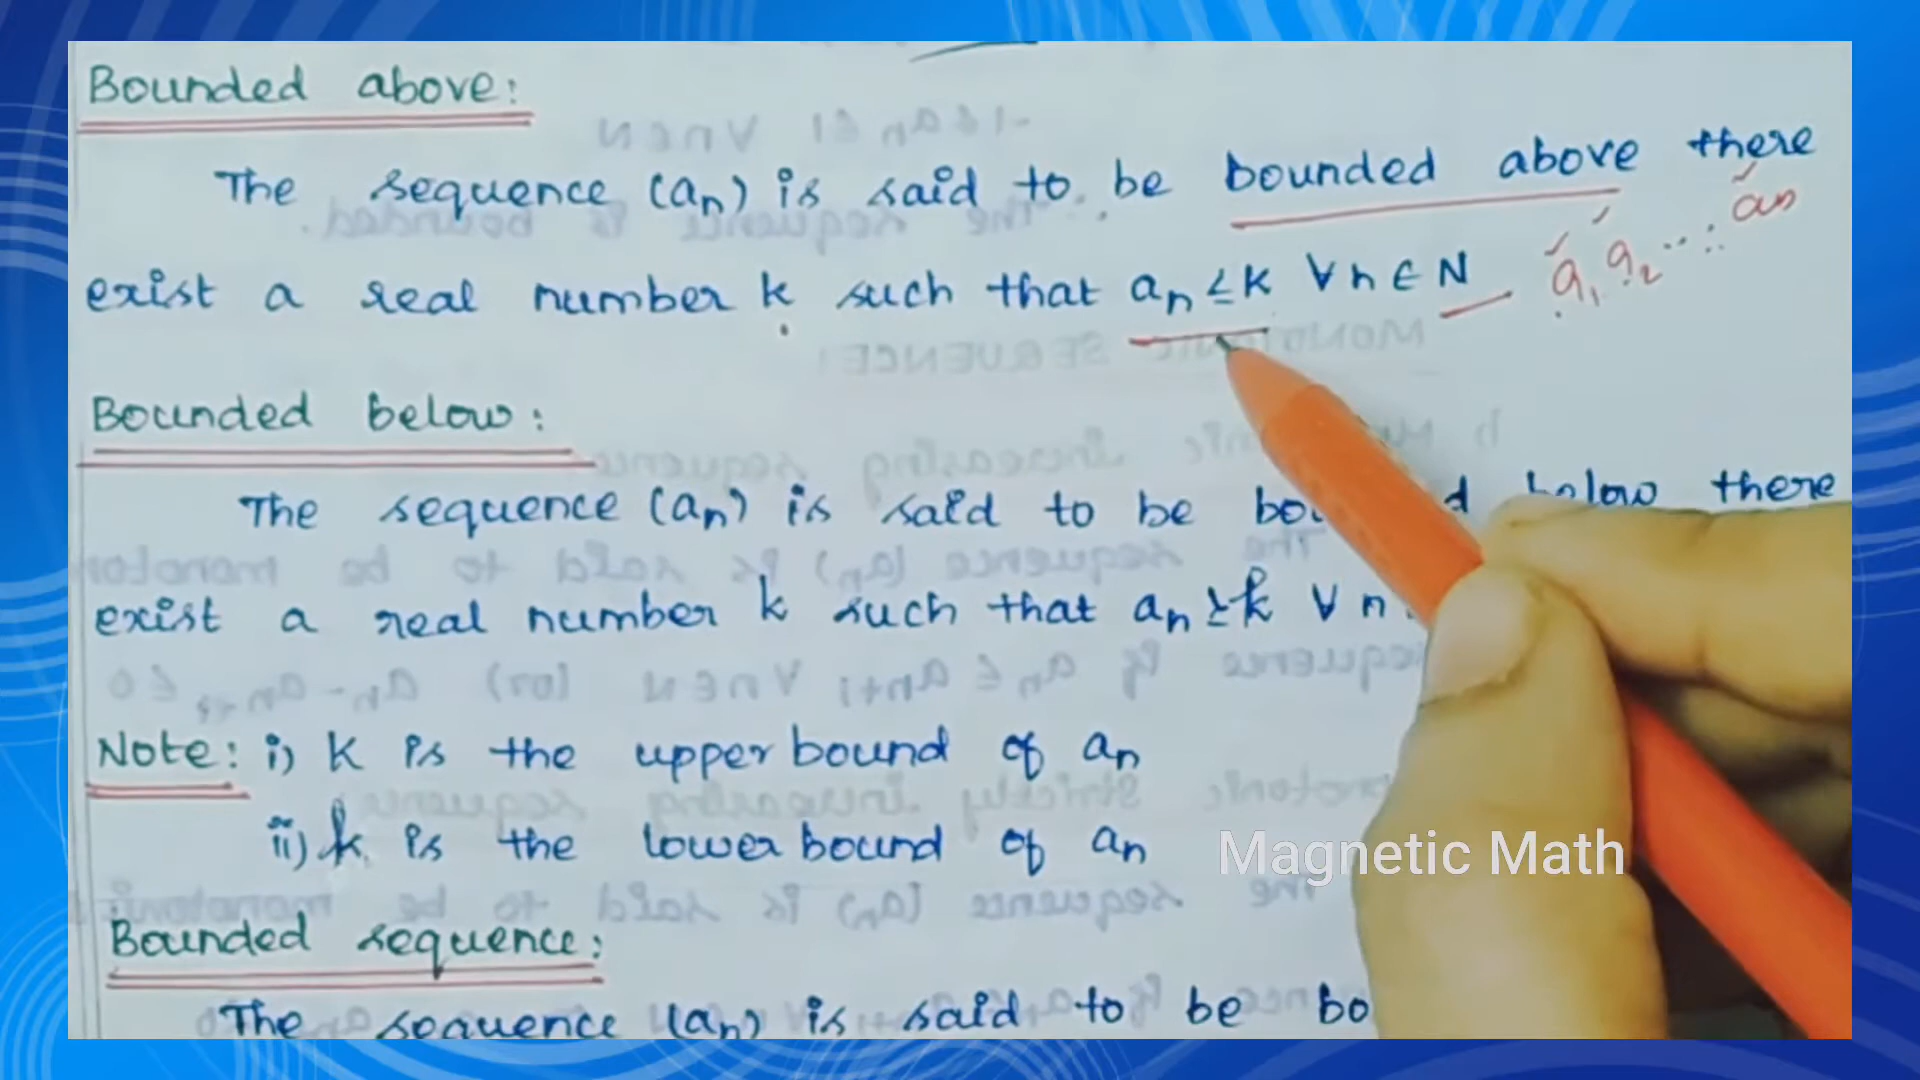 Bounded above:
The sequence (aₙ) is said to be bounded above there
exist a real number k such that aₙ ≤ k ∀ n ∈ N a₁ a₂ ..... aₙ
Bounded below:
The sequence (aₙ) is said to be below there
exist a real number k such that aₙ ≥ k ∀ n
Note: i) K is the upper bound of aₙ
ii) k is the lower bound of aₙ
Magnetic Math
Bounded sequence:
The sequence (aₙ) is said to be